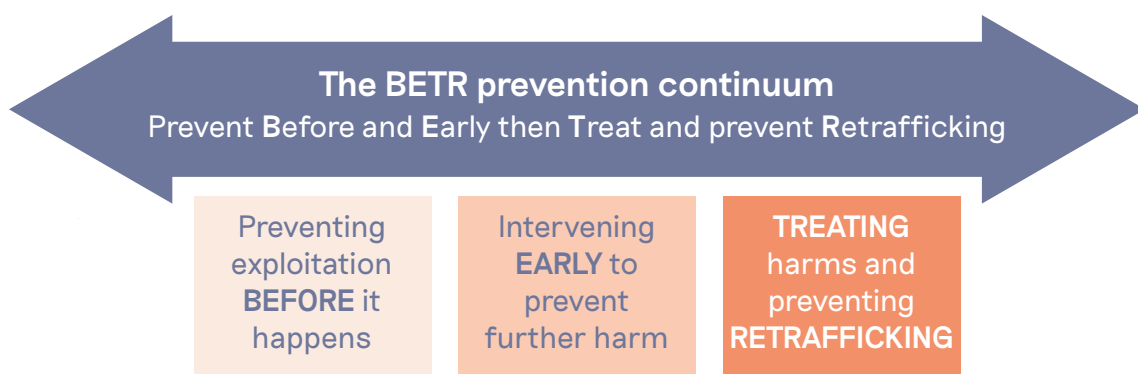 The BETR prevention continuum
Prevent Before and Early then Treat and prevent Retrafficking
Preventing
exploitation
BEFORE it
happens
Intervening
EARLY to
prevent
further harm
TREATING
harms and
preventing
RETRAFFICKING